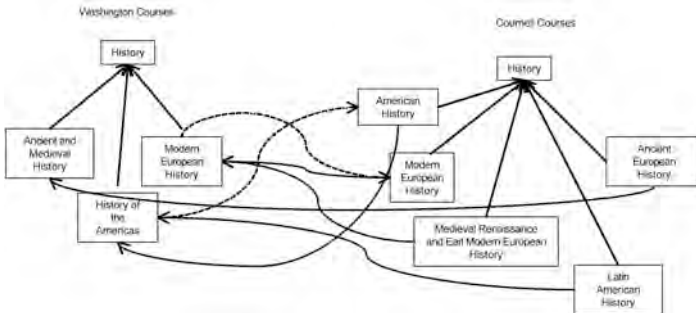 Washington Courses
Cournell Courses
History
History
American
History
Ancient and
Medieval
History
Modern
European
History
Modern
European
History
Ancient
European
History
History of
the
Americas
Medieval Renaissance
and Earl Modern European
History
Latin
American
History